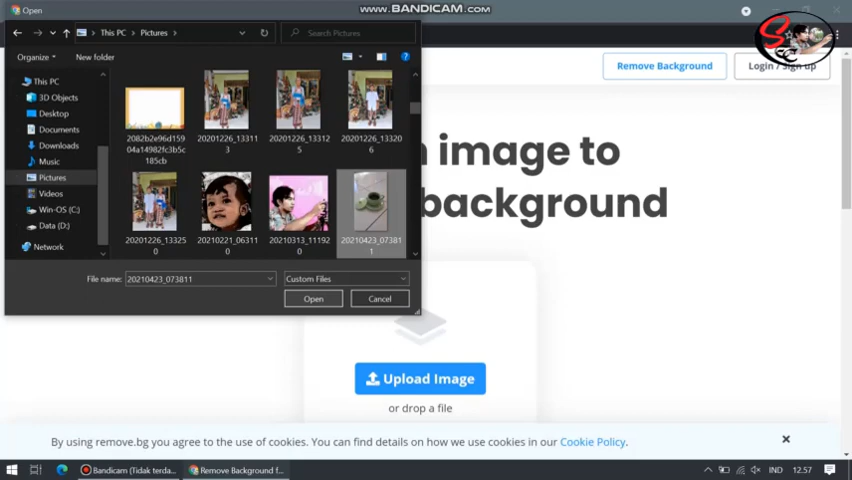 Open
WWW.BANDICAM.COM
This PC
Pictures
Search Pictures
Organize
New folder
Remove Background
Login / Sign up
This PC
3D Objects
Desktop
Documents
Downloads
Music
Pictures
Videos
Win-OS (C:)
Data (D:)
Network
2082b2e96d159
04a14982fc3b5c
185cb
20201226_13311
3
20201226_13312
5
20201226_13320
6
20201226_13325
0
20210221_06311
0
20210313_11192
0
20210423_07381
1
image to
background
File name:
20210423_073811
Custom Files
Open
Cancel
Upload Image
or drop a file
By using remove.bg you agree to the use of cookies. You can find details on how we use cookies in our Cookie Policy.
Bandicam (Tidak terda...
Remove Background f...
IND
12.57